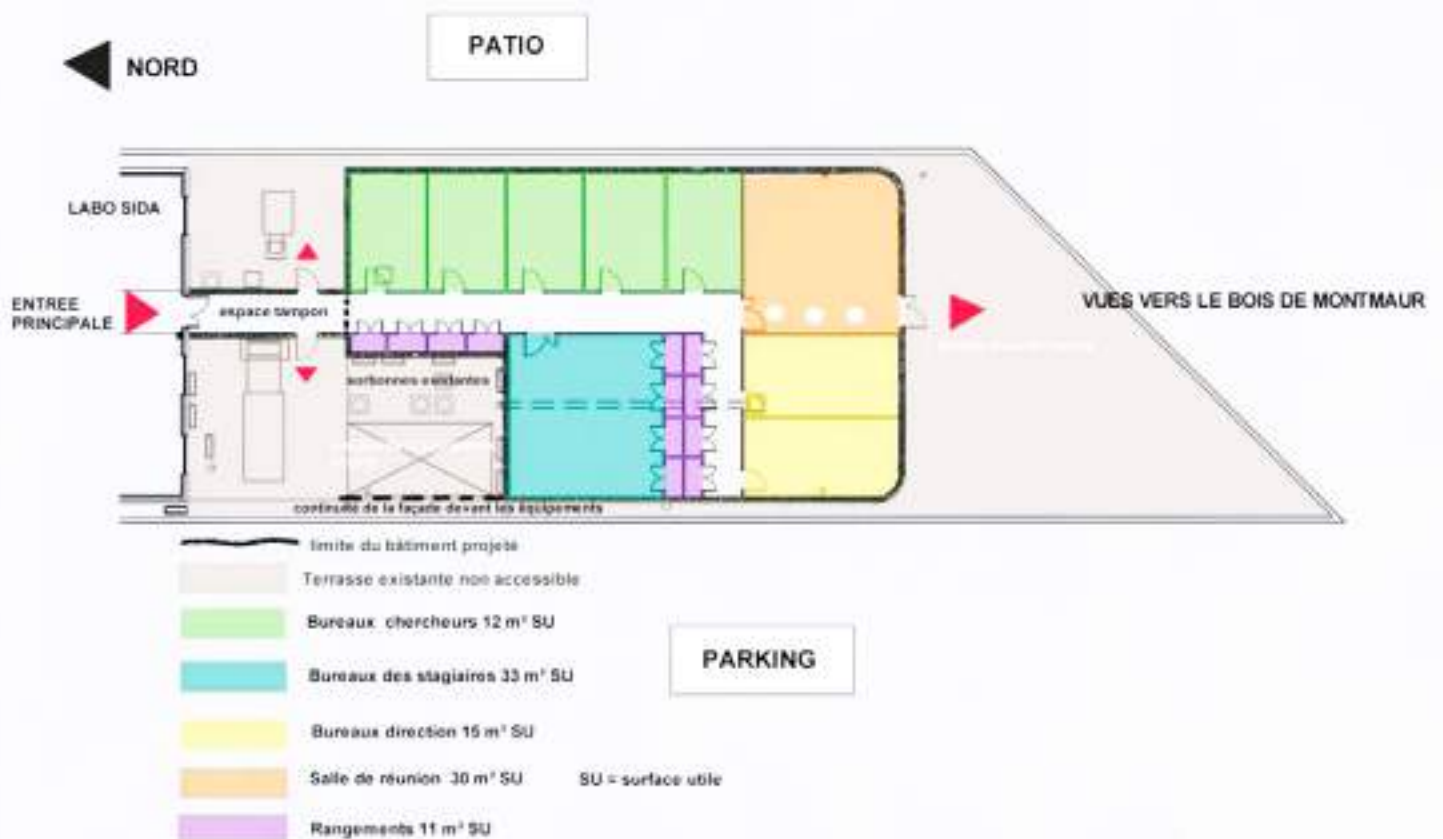 PATIO
NORD
LABO SIDA
ENTREE
PRINCIPALE
espace tampon
VUES VERS LE BOIS DE MONTMAUR
sorbonnes existantes
continuité de la façade devant les équipements
limite du bâtiment projeté
Terrasse existante non accessible
Bureaux chercheurs 12 m² SU
PARKING
Bureaux des stagiaires 33 m² SU
Bureaux direction 15 m² SU
Salle de réunion 30 m² SU SU = surface utile
Rangements 11 m² SU